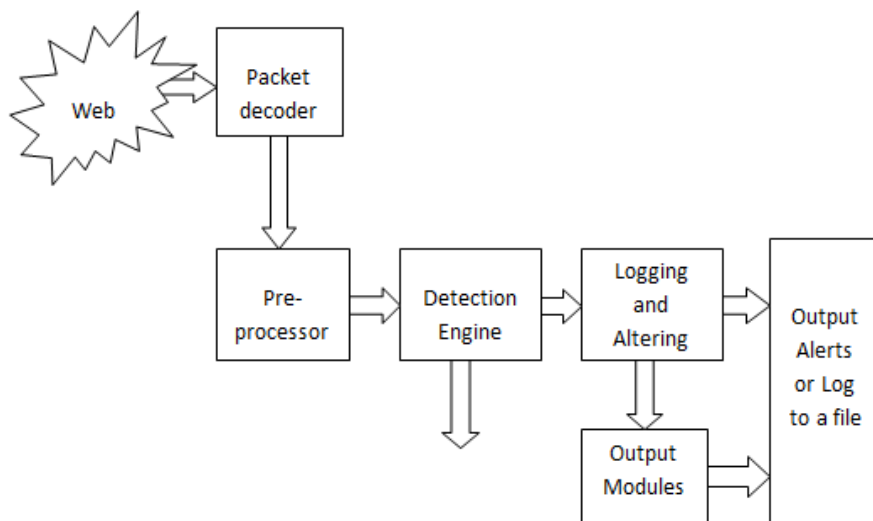 Web
Packet
decoder
Pre-
processor
Detection
Engine
Logging
and
Altering
Output
Modules
Output
Alerts
or Log
to a file